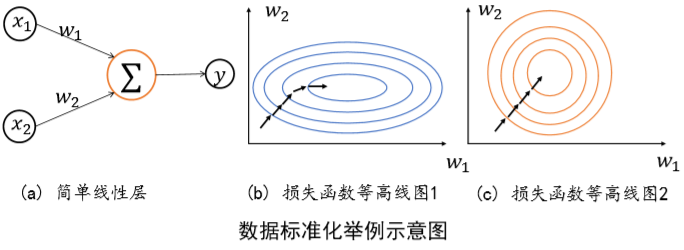 x₁
w₁
x₂
w₂
∑
y
w₂
w₁
w₂
w₁
(a) 简单线性层
(b) 损失函数等高线图1
(c) 损失函数等高线图2
数据标准化举例示意图